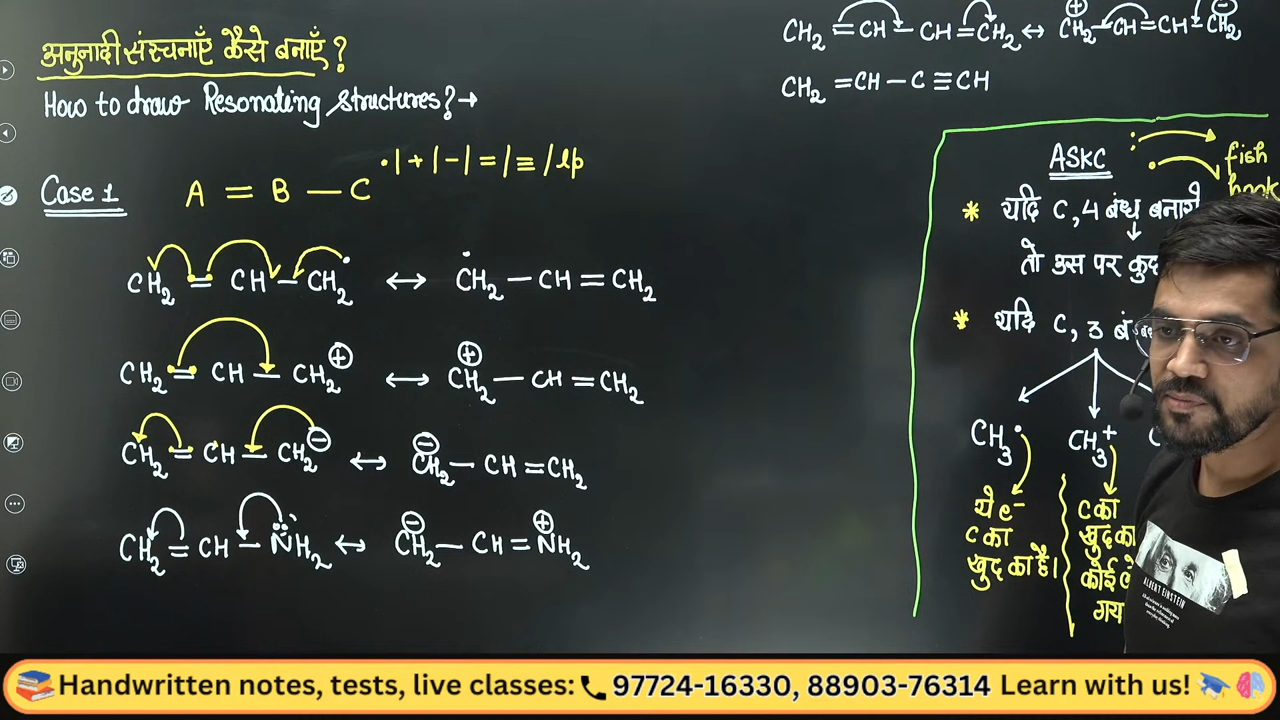 अनुनादी संरचनाएँ कैसे बनाएँ?
How to draw Resonating structures? →
Case 1
A = B — C
• | + | - | = | ≡ | lp
CH₂ = CH — CH₂• ↔ •CH₂ — CH = CH₂
CH₂ = CH — CH₂⊕ ↔ ⊕CH₂ — CH = CH₂
CH₂ = CH — CH₂⊖ ↔ ⊖CH₂ — CH = CH₂
CH₂ = CH — N̈H₂ ↔ ⊖CH₂ — CH = ⊕NH₂
CH₂ = CH — CH = CH₂ ↔ ⊕CH₂ — CH = CH — ⊖CH₂
CH₂ = CH — C ≡ CH
ASKC
: →
• → fish hook
* यदि C, 4 बंध बनाये
तो उस पर
* यदि C, 3
CH₃•
CH₃⁺
ये e⁻
C का
खुद का है।
C का
खुद का
कोई
ALBERT EINSTEIN
Handwritten notes, tests, live classes: 97724-16330, 88903-76314 Learn with us!